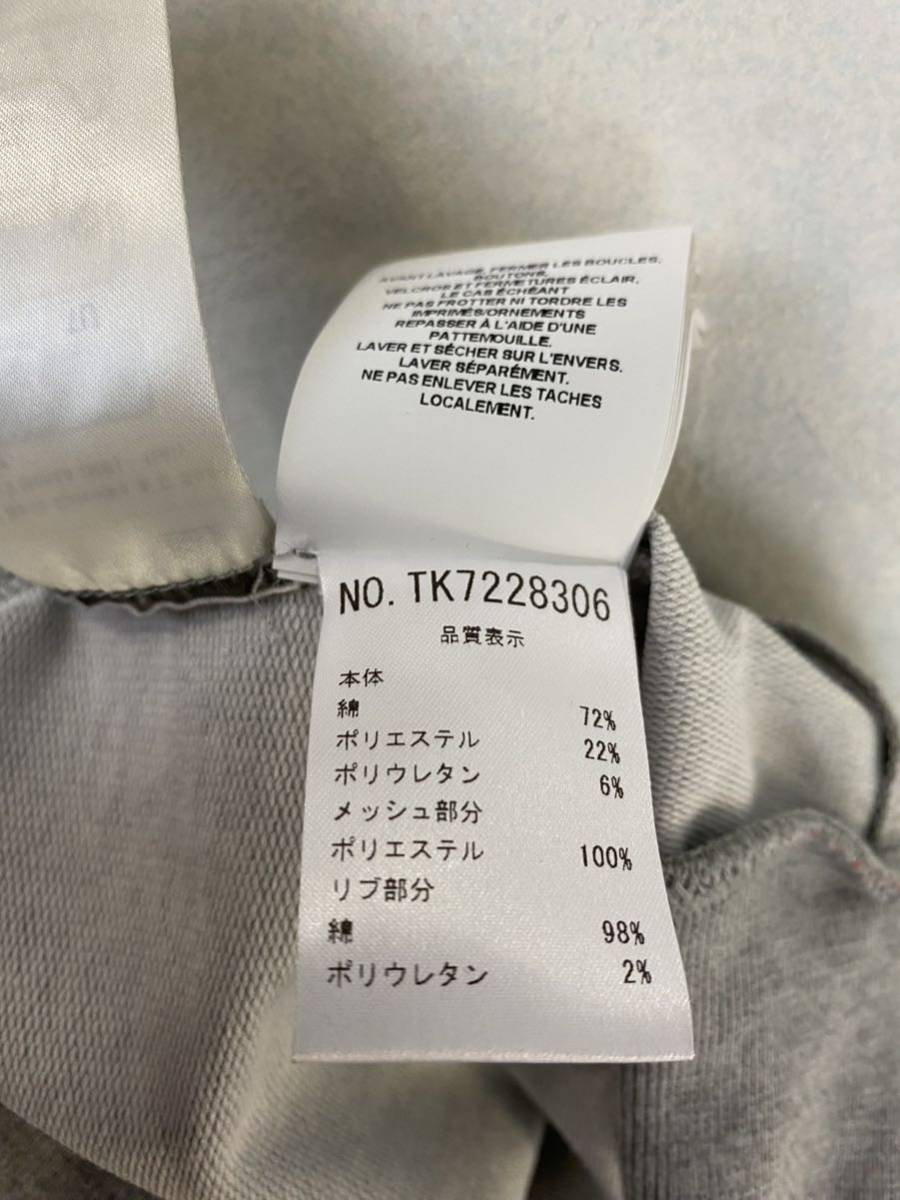 AVANT LAVAGE, FERMER LES BOUCLES,
BOUTONS,
VELCROS ET FERMETURES ÉCLAIR,
LE CAS ÉCHÉANT
NE PAS FROTTER NI TORDRE LES
IMPRIMÉS/ORNEMENTS
REPASSER À L'AIDE D'UNE
PATTEMOUILLE.
LAVER ET SÉCHER SUR L'ENVERS.
LAVER SÉPARÉMENT.
NE PAS ENLEVER LES TACHES
LOCALEMENT.
NO. TK7228306
品質表示
本体
綿 72%
ポリエステル 22%
ポリウレタン 6%
メッシュ部分
ポリエステル 100%
リブ部分
綿 98%
ポリウレタン 2%